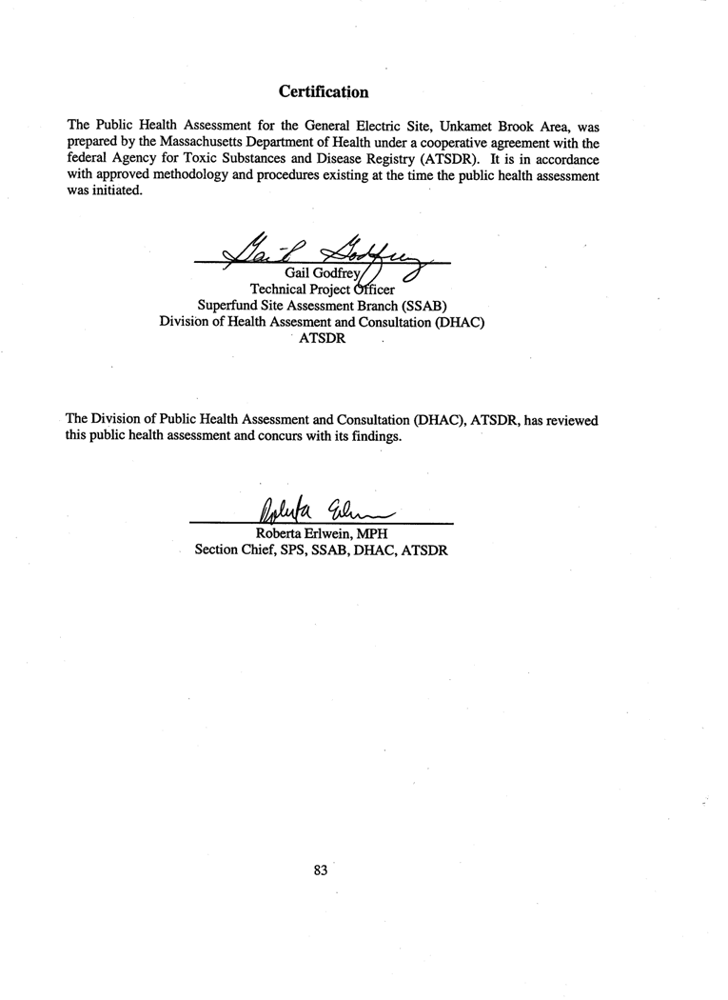 Certification
The Public Health Assessment for the General Electric Site, Unkamet Brook Area, was
prepared by the Massachusetts Department of Health under a cooperative agreement with the
federal Agency for Toxic Substances and Disease Registry (ATSDR). It is in accordance
with approved methodology and procedures existing at the time the public health assessment
was initiated.
Gail Godfrey
Gail Godfrey
Technical Project Officer
Superfund Site Assessment Branch (SSAB)
Division of Health Assesment and Consultation (DHAC)
ATSDR
The Division of Public Health Assessment and Consultation (DHAC), ATSDR, has reviewed
this public health assessment and concurs with its findings.
Roberta Erlwein
Roberta Erlwein, MPH
Section Chief, SPS, SSAB, DHAC, ATSDR
83